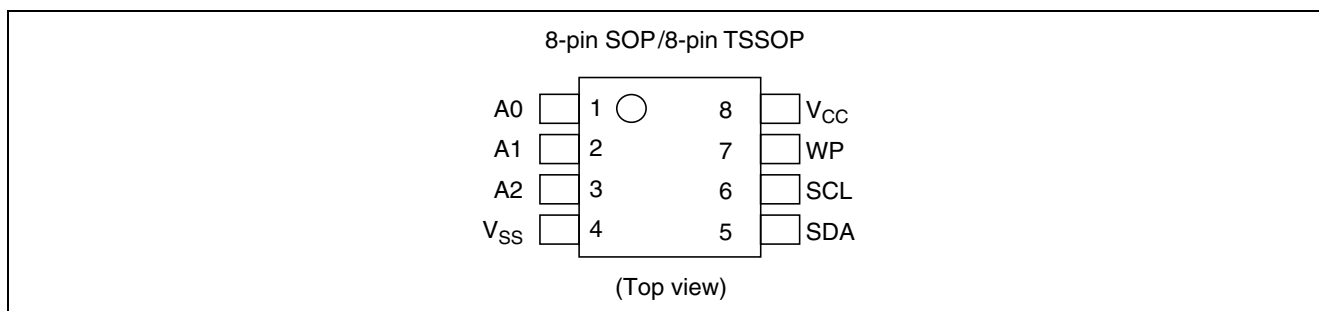 8-pin SOP/8-pin TSSOP
A0 1 8 VCC
A1 2 7 WP
A2 3 6 SCL
VSS 4 5 SDA
(Top view)